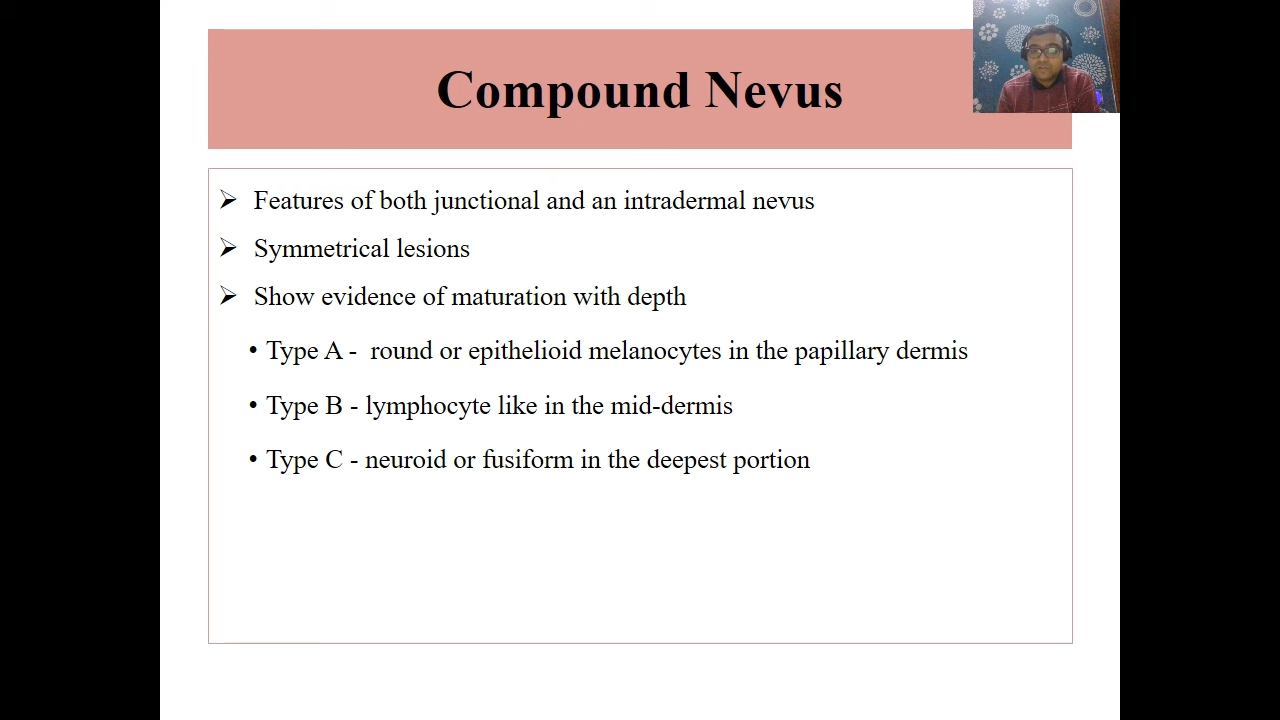 Compound Nevus
➢ Features of both junctional and an intradermal nevus
➢ Symmetrical lesions
➢ Show evidence of maturation with depth
• Type A -  round or epithelioid melanocytes in the papillary dermis
• Type B - lymphocyte like in the mid-dermis
• Type C - neuroid or fusiform in the deepest portion